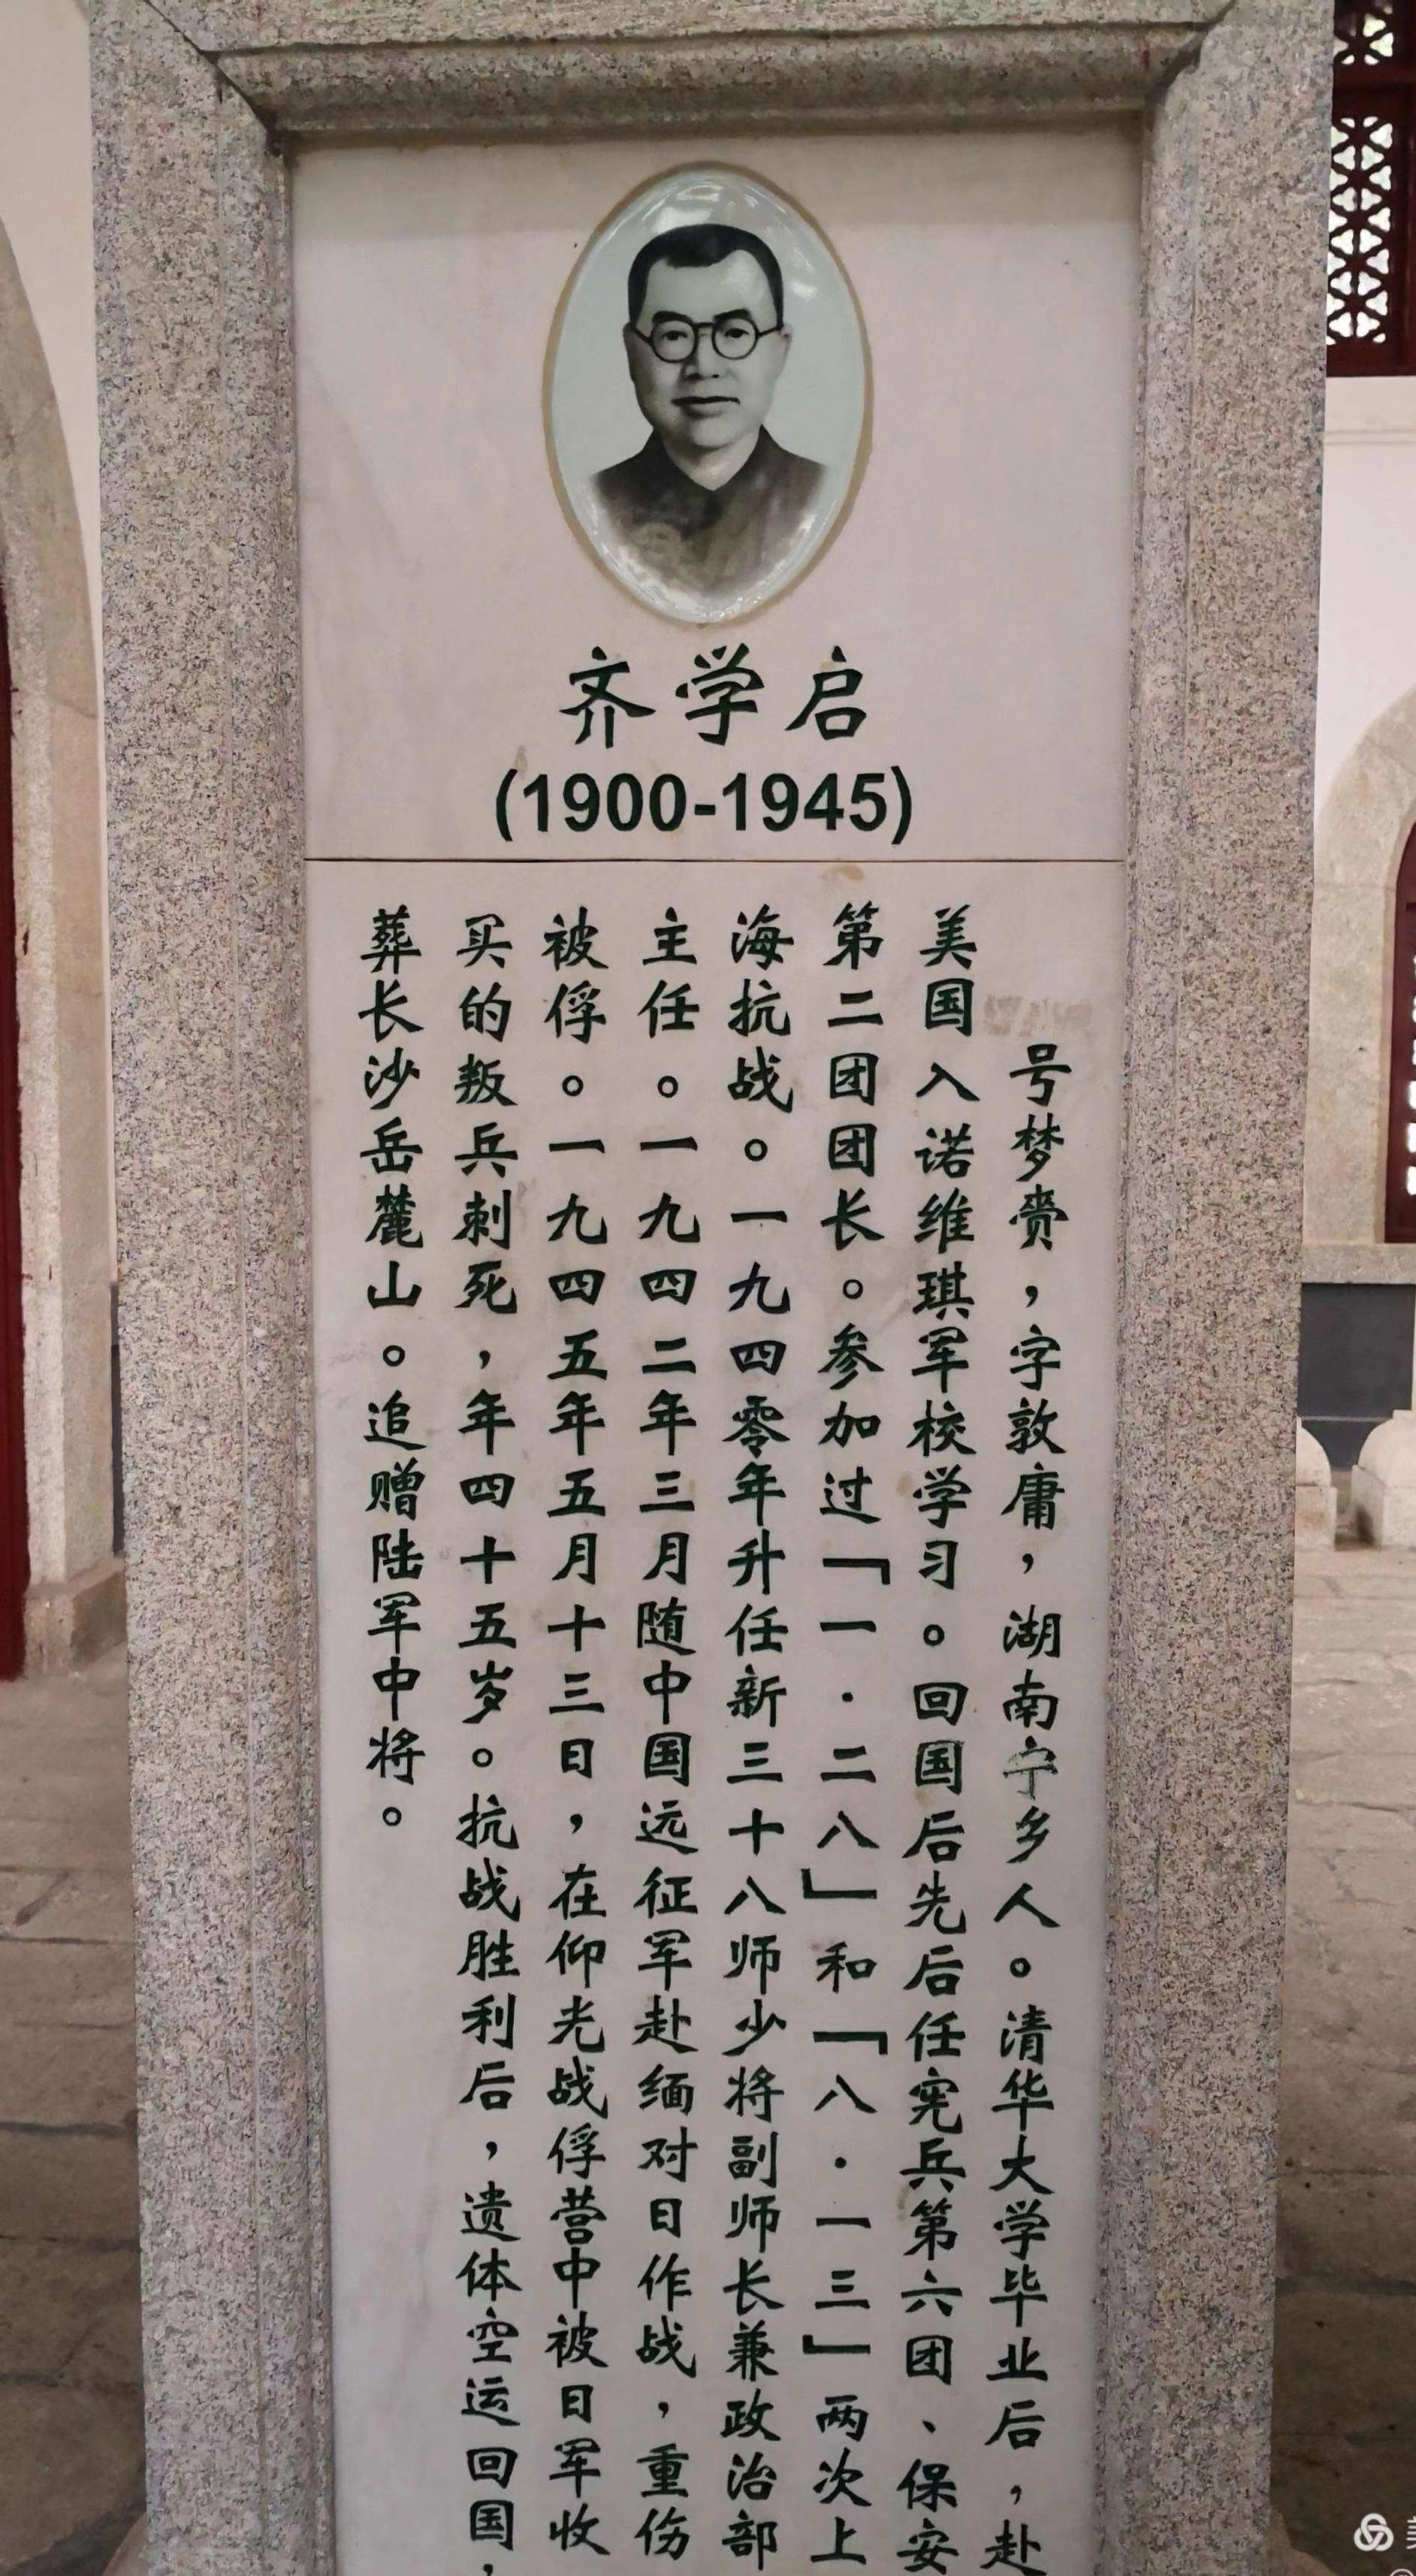 齐学启
(1900-1945)
号梦赉，字敦庸，湖南宁乡人。清华大学毕业后，赴
美国入诺维琪军校学习。回国后先后任宪兵第六团、保安
第二团团长。参加过「一·二八」和「八·一三」两次上
海抗战。一九四零年升任新三十八师少将副师长兼政治部
主任。一九四二年三月随中国远征军赴缅对日作战，重伤
被俘。一九四五年五月十三日，在仰光战俘营中被日军收
买的叛兵刺死，年四十五岁。抗战胜利后，遗体空运回国，
葬长沙岳麓山。追赠陆军中将。